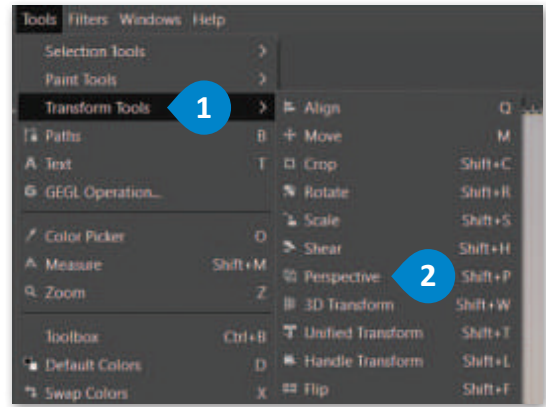 Tools Filters Windows Help
Selection Tools >
Paint Tools >
Transform Tools 1 >
Paths B
Text T
GEGL Operation...
Color Picker O
Measure Shift+M
Zoom Z
Toolbox Ctrl+B
Default Colors D
Swap Colors X
Align Q
Move M
Crop Shift+C
Rotate Shift+R
Scale Shift+S
Shear Shift+H
Perspective 2 Shift+P
3D Transform Shift+W
Unified Transform Shift+T
Handle Transform Shift+L
Flip Shift+F